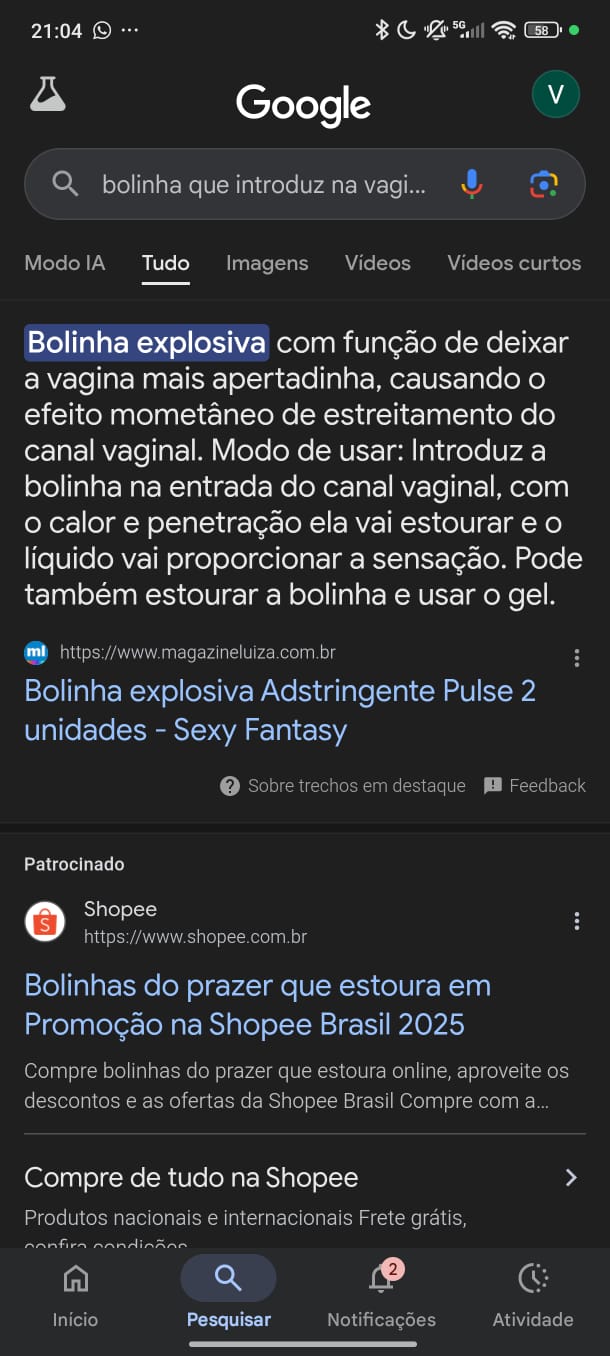 21:04
5G
58
Google
V
bolinha que introduz na vagi...
Modo IA Tudo Imagens Vídeos Vídeos curtos
Bolinha explosiva com função de deixar
a vagina mais apertadinha, causando o
efeito mometâneo de estreitamento do
canal vaginal. Modo de usar: Introduz a
bolinha na entrada do canal vaginal, com
o calor e penetração ela vai estourar e o
líquido vai proporcionar a sensação. Pode
também estourar a bolinha e usar o gel.
ml https://www.magazineluiza.com.br
Bolinha explosiva Adstringente Pulse 2
unidades - Sexy Fantasy
Sobre trechos em destaque Feedback
Patrocinado
Shopee
https://www.shopee.com.br
Bolinhas do prazer que estoura em
Promoção na Shopee Brasil 2025
Compre bolinhas do prazer que estoura online, aproveite os
descontos e as ofertas da Shopee Brasil Compre com a...
Compre de tudo na Shopee
Produtos nacionais e internacionais Frete grátis,
confira condições
2
Início Pesquisar Notificações Atividade